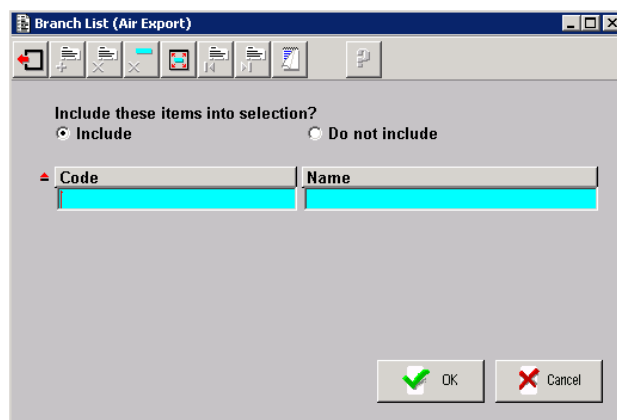 Branch List (Air Export)
Include these items into selection?
Include Do not include
Code Name
OK Cancel